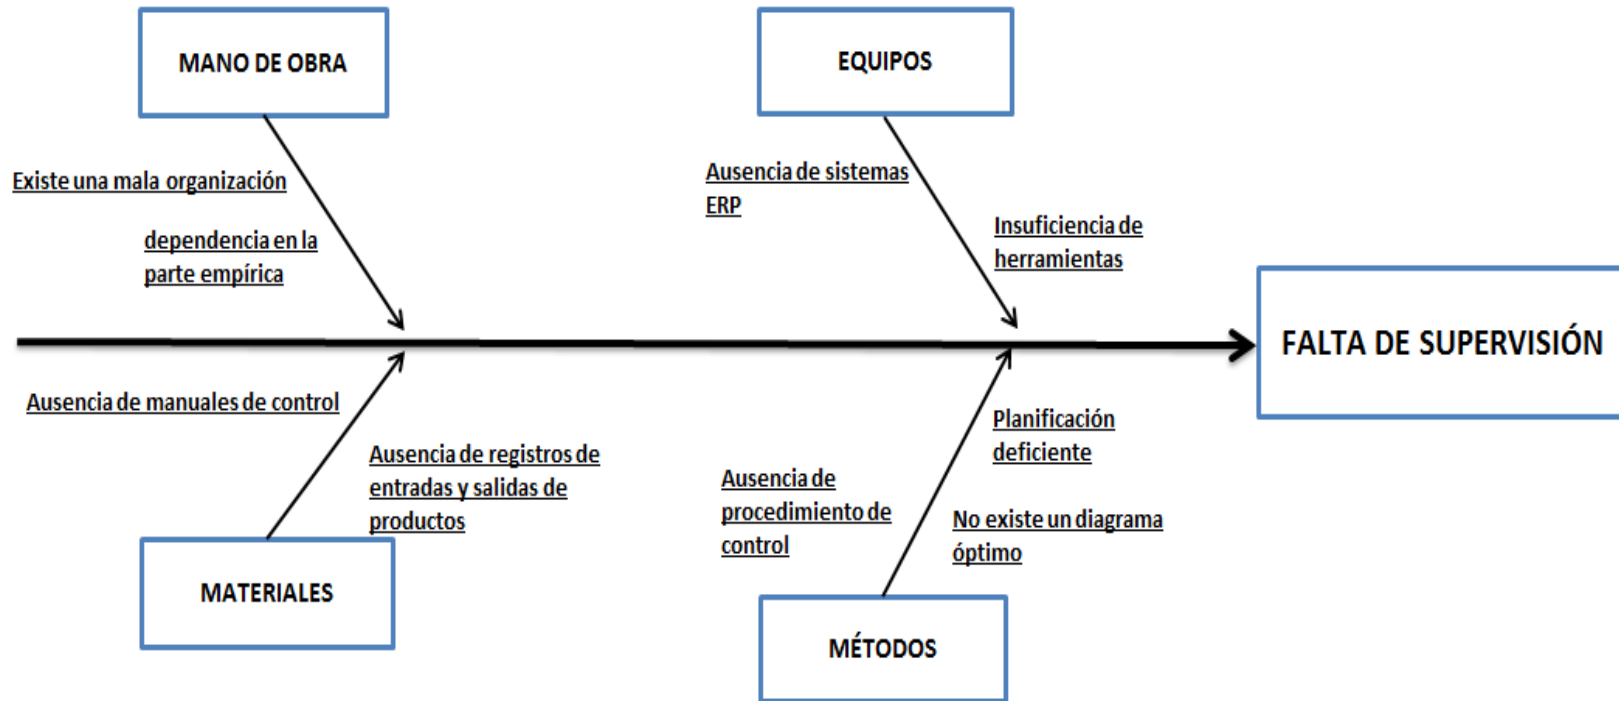 MANO DE OBRA
EQUIPOS
Existe una mala organización
dependencia en la
parte empírica
Ausencia de sistemas
ERP
Insuficiencia de
herramientas
FALTA DE SUPERVISIÓN
Ausencia de manuales de control
Ausencia de registros de
entradas y salidas de
productos
Planificación
deficiente
Ausencia de
procedimiento de
control
No existe un diagrama
óptimo
MATERIALES
MÉTODOS